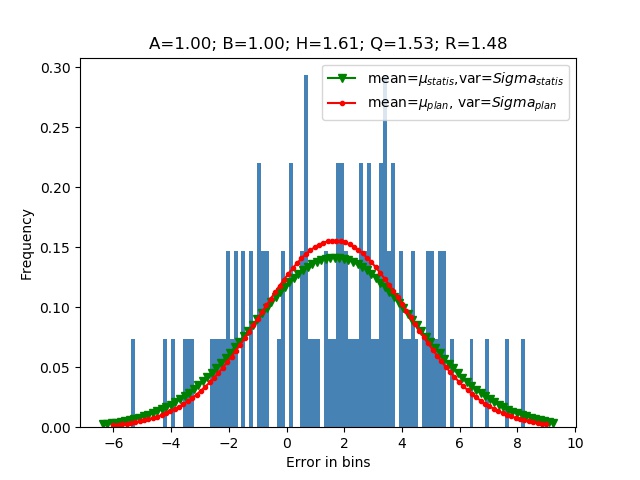 A=1.00; B=1.00; H=1.61; Q=1.53; R=1.48
mean=μstatis,var=Sigmastatis
mean=μplan, var=Sigmaplan
0.30
0.25
0.20
0.15
0.10
0.05
0.00
Frequency
−6 −4 −2 0 2 4 6 8 10
Error in bins